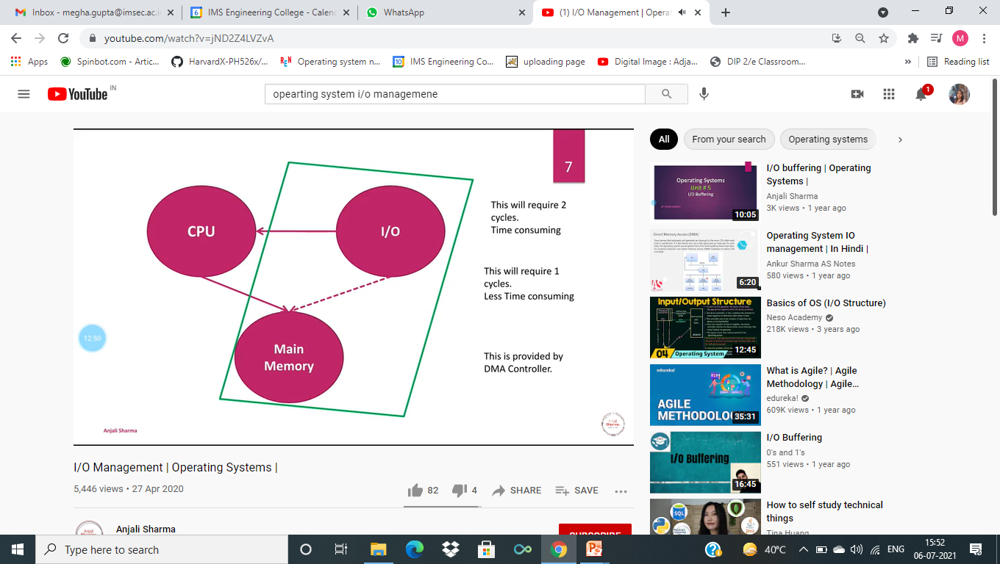 Inbox - megha.gupta@imsec.ac.i
IMS Engineering College - Calen
WhatsApp
(1) I/O Management | Operat
youtube.com/watch?v=jND2Z4LVZvA
M
Apps
Spinbot.com - Artic...
HarvardX-PH526x/...
Operating system n...
IMS Engineering Co...
uploading page
Digital Image : Adja...
DIP 2/e Classroom...
»
Reading list
YouTube IN
opearting system i/o managemene
1
7
CPU
I/O
Main
Memory
This will require 2
cycles.
Time consuming
This will require 1
cycles.
Less Time consuming
This is provided by
DMA Controller.
12:50
Anjali Sharma
I/O Management | Operating Systems |
5,446 views • 27 Apr 2020
82
4
SHARE
SAVE
Anjali Sharma
SUBSCRIBE
All
From your search
Operating systems
Operating Systems
Unit # 5
I/O Buffering
10:05
I/O buffering | Operating
Systems |
Anjali Sharma
3K views • 1 year ago
Direct Memory Access (DMA)
AS
6:20
Operating System IO
management | In Hindi |
Ankur Sharma AS Notes
580 views • 1 year ago
Input/Output Structure
04 Operating System
12:45
Basics of OS (I/O Structure)
Neso Academy
218K views • 3 years ago
edureka!
AGILE
METHODOLO
35:31
What is Agile? | Agile
Methodology | Agile...
edureka!
609K views • 1 year ago
I/O Buffering
16:45
I/O Buffering
0's and 1's
551 views • 1 year ago
SQL
How to self study technical
things
Tina Huang
Type here to search
40°C
ENG
15:52
06-07-2021